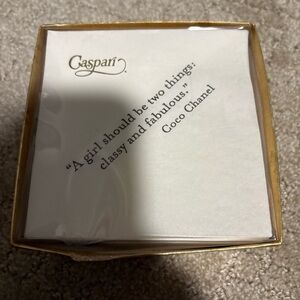 Caspari
"A girl should be two things:
classy and fabulous."
Coco Chanel